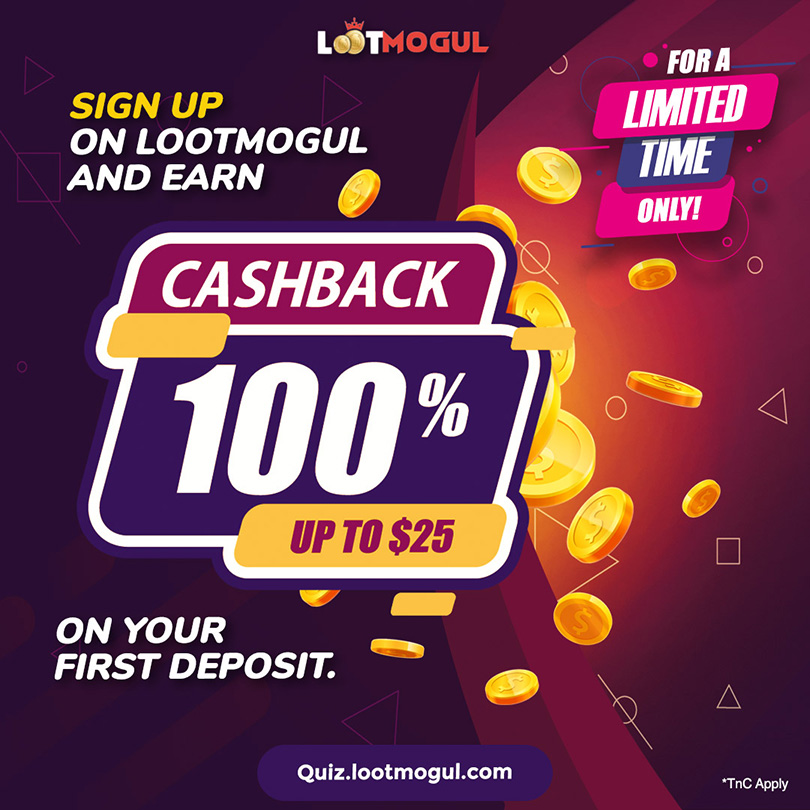 LOOTMOGUL
FOR A
LIMITED
TIME
ONLY!
SIGN UP
ON LOOTMOGUL
AND EARN
CASHBACK
100%
UP TO $25
ON YOUR
FIRST DEPOSIT.
Quiz.lootmogul.com
*TnC Apply